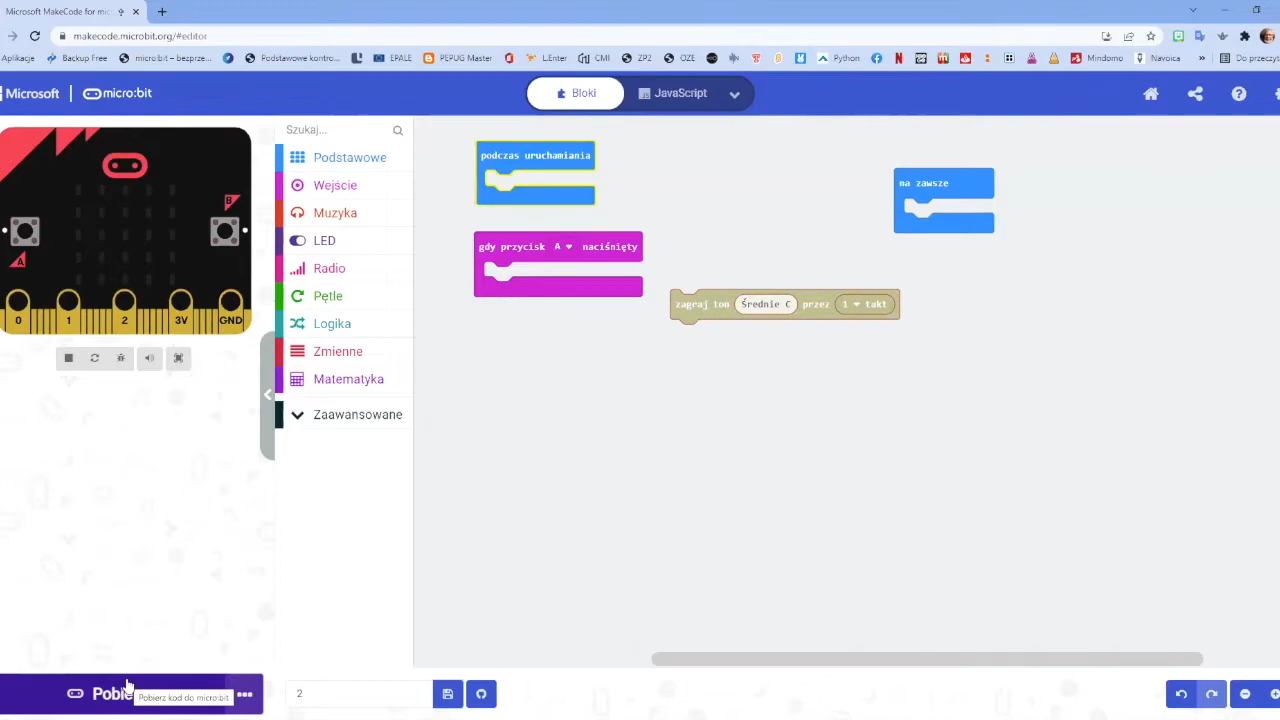 Microsoft MakeCode for mic
makecode.microbit.org/#editor
Aplikacje
Backup Free
micro:bit – bezprze...
Podstawowe kontro...
EPALE
PEPUG Master
CMI
ZP2
OZE
Python
Mindomo
Navoica
»
Do przeczyta
Microsoft
micro:bit
Bloki
JavaScript
Szukaj...
Podstawowe
Wejście
Muzyka
LED
Radio
Pętle
Logika
Zmienne
Matematyka
Zaawansowane
podczas uruchamiania
na zawsze
gdy przycisk A naciśnięty
zagraj ton Średnie C przez 1 takt
A
B
0 1 2 3V GND
Pobie
Pobierz kod do micro:bit
2